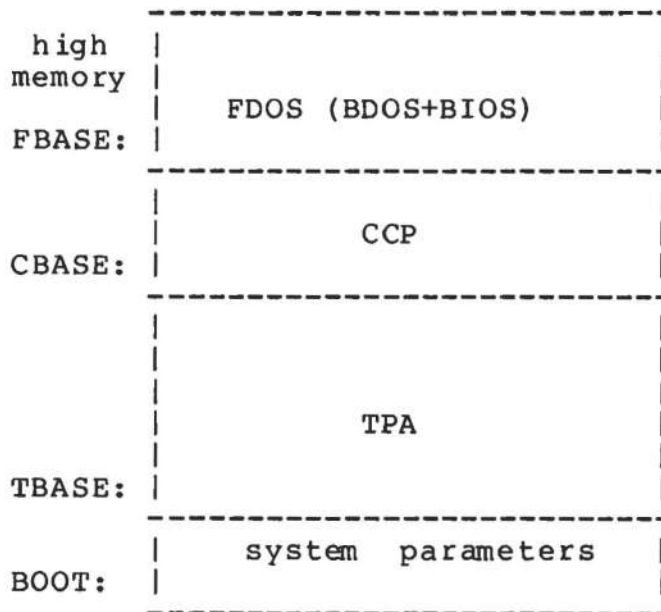 high
memory
FDOS (BDOS+BIOS)
FBASE:
CCP
CBASE:
TPA
TBASE:
system parameters
BOOT: